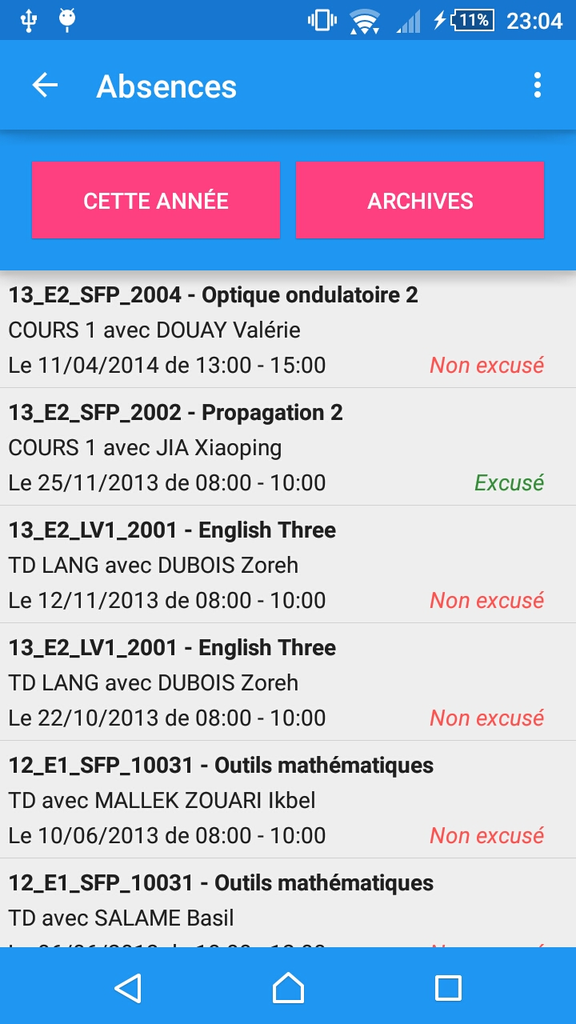 11% 23:04
Absences
CETTE ANNÉE ARCHIVES
13_E2_SFP_2004 - Optique ondulatoire 2
COURS 1 avec DOUAY Valérie
Le 11/04/2014 de 13:00 - 15:00 Non excusé
13_E2_SFP_2002 - Propagation 2
COURS 1 avec JIA Xiaoping
Le 25/11/2013 de 08:00 - 10:00 Excusé
13_E2_LV1_2001 - English Three
TD LANG avec DUBOIS Zoreh
Le 12/11/2013 de 08:00 - 10:00 Non excusé
13_E2_LV1_2001 - English Three
TD LANG avec DUBOIS Zoreh
Le 22/10/2013 de 08:00 - 10:00 Non excusé
12_E1_SFP_10031 - Outils mathématiques
TD avec MALLEK ZOUARI Ikbel
Le 10/06/2013 de 08:00 - 10:00 Non excusé
12_E1_SFP_10031 - Outils mathématiques
TD avec SALAME Basil